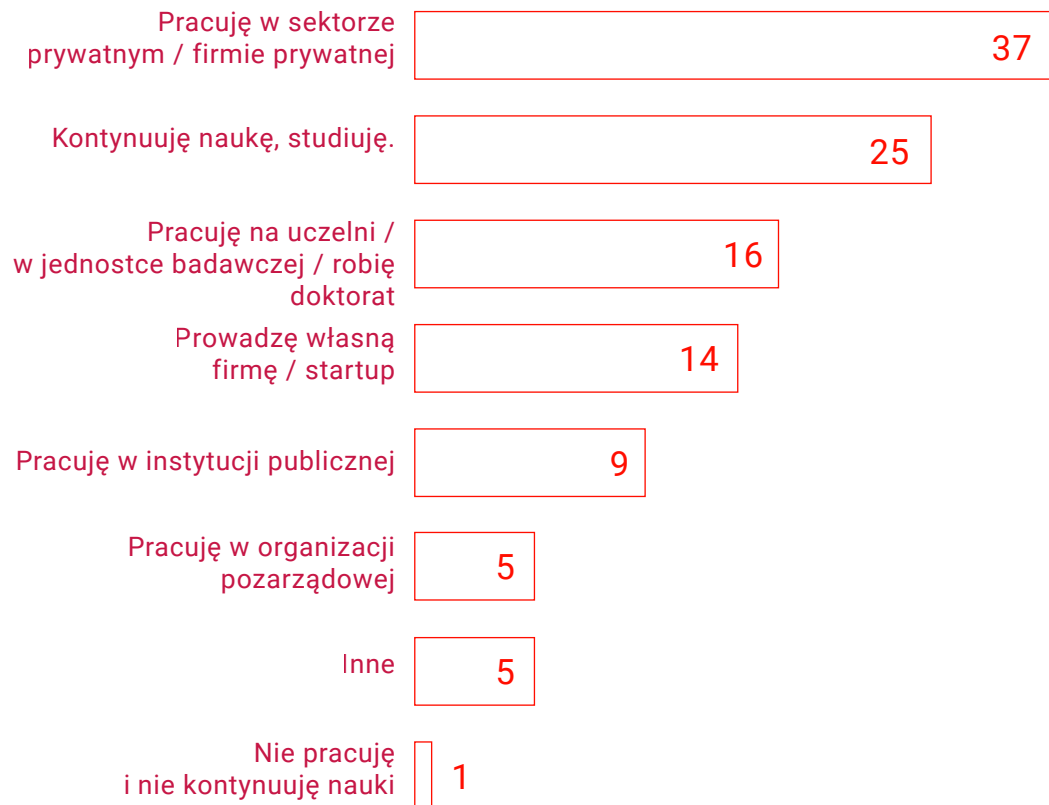 Pracuję w sektorze
prywatnym / firmie prywatnej
37
Kontynuuję naukę, studiuję.
25
Pracuję na uczelni /
w jednostce badawczej / robię
doktorat
16
Prowadzę własną
firmę / startup
14
Pracuję w instytucji publicznej
9
Pracuję w organizacji
pozarządowej
5
Inne
5
Nie pracuję
i nie kontynuuję nauki
1